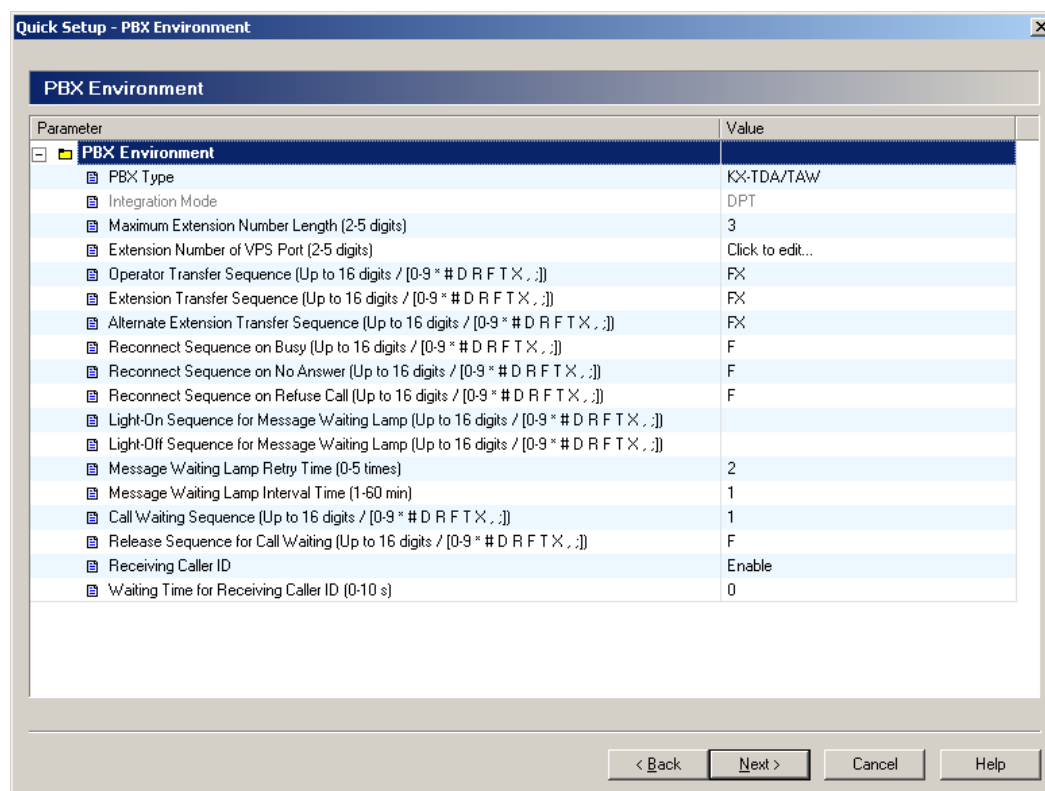 Quick Setup - PBX Environment
PBX Environment
Parameter Value
PBX Environment
PBX Type KX-TDA/TAW
Integration Mode DPT
Maximum Extension Number Length (2-5 digits) 3
Extension Number of VPS Port (2-5 digits) Click to edit...
Operator Transfer Sequence (Up to 16 digits / [0-9 * # D R F T X , ;]) FX
Extension Transfer Sequence (Up to 16 digits / [0-9 * # D R F T X , ;]) FX
Alternate Extension Transfer Sequence (Up to 16 digits / [0-9 * # D R F T X , ;]) FX
Reconnect Sequence on Busy (Up to 16 digits / [0-9 * # D R F T X , ;]) F
Reconnect Sequence on No Answer (Up to 16 digits / [0-9 * # D R F T X , ;]) F
Reconnect Sequence on Refuse Call (Up to 16 digits / [0-9 * # D R F T X , ;]) F
Light-On Sequence for Message Waiting Lamp (Up to 16 digits / [0-9 * # D R F T X , ;])
Light-Off Sequence for Message Waiting Lamp (Up to 16 digits / [0-9 * # D R F T X , ;])
Message Waiting Lamp Retry Time (0-5 times) 2
Message Waiting Lamp Interval Time (1-60 min) 1
Call Waiting Sequence (Up to 16 digits / [0-9 * # D R F T X , ;]) 1
Release Sequence for Call Waiting (Up to 16 digits / [0-9 * # D R F T X , ;]) F
Receiving Caller ID Enable
Waiting Time for Receiving Caller ID (0-10 s) 0
< Back Next > Cancel Help